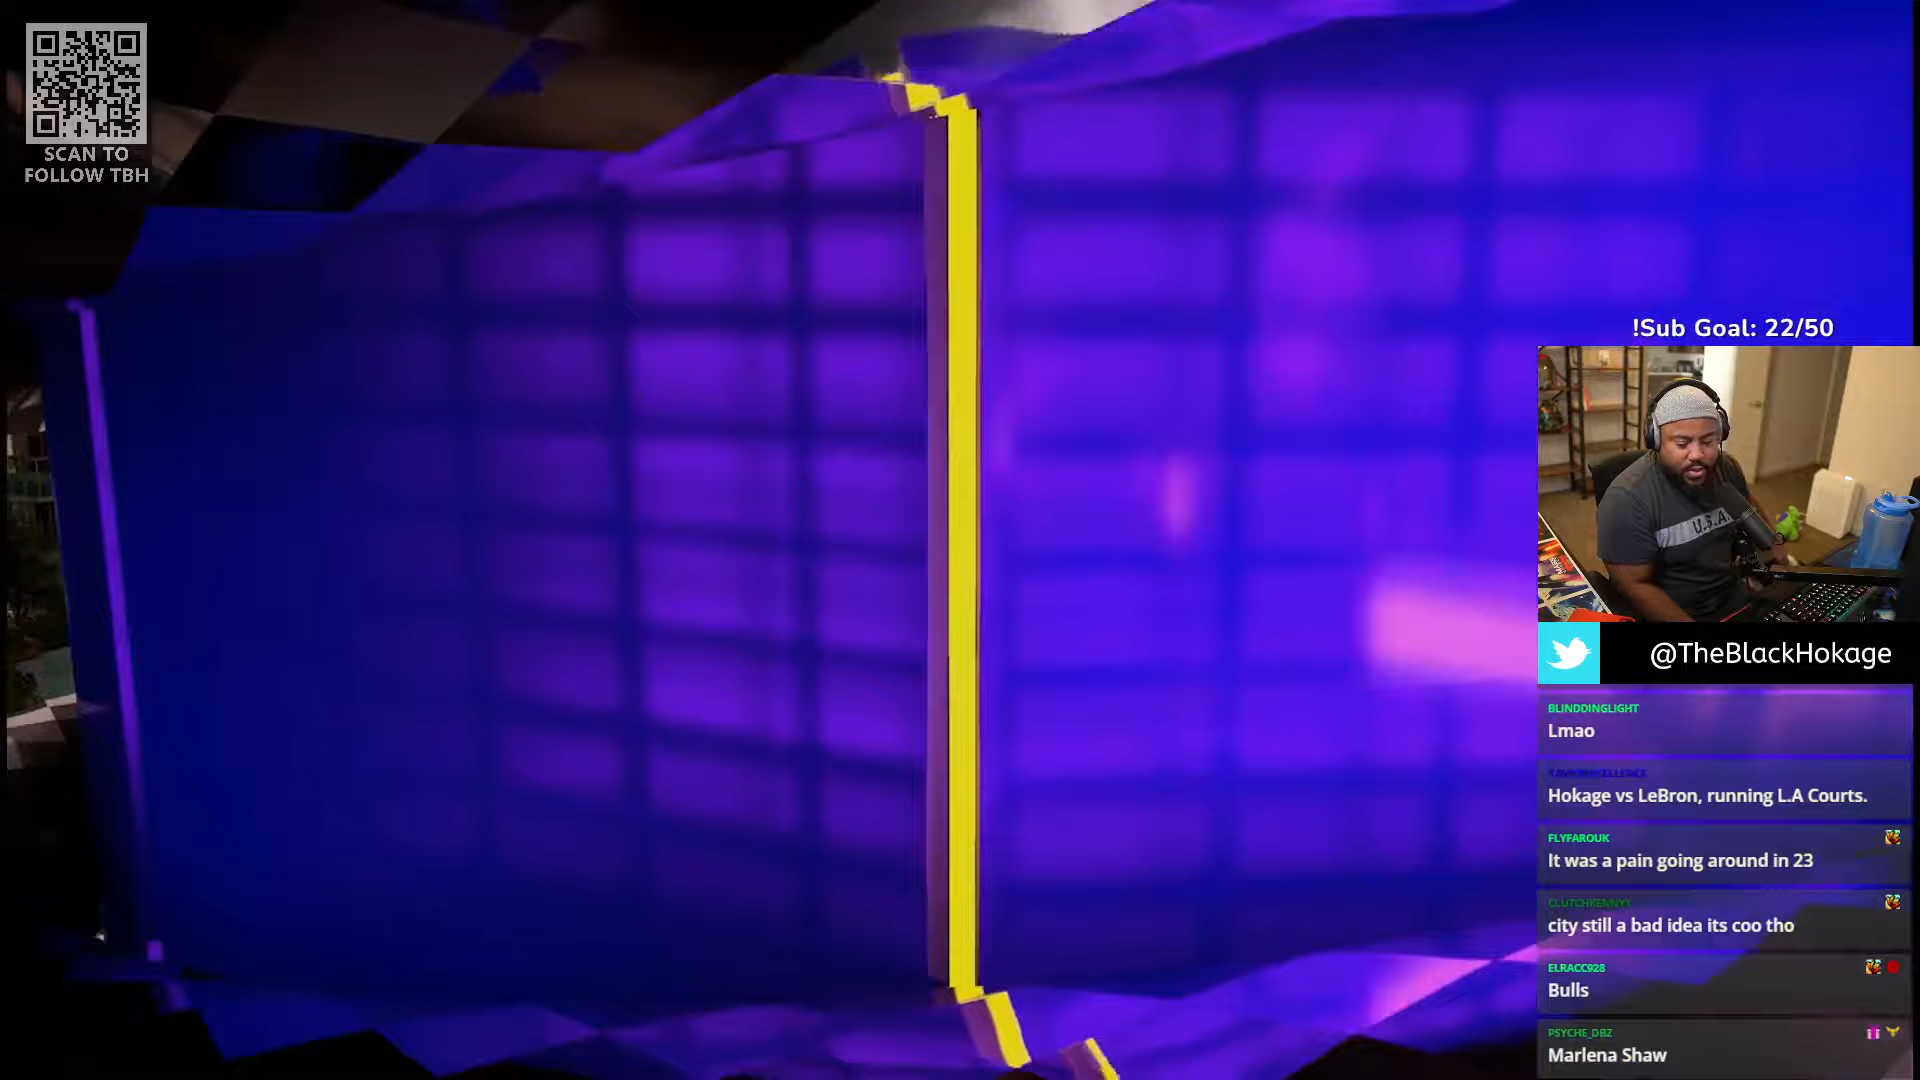 SCAN TO
FOLLOW TBH
!Sub Goal: 22/50
U.S.A.
@TheBlackHokage
BLINDDINGLIGHT
Lmao
Hokage vs LeBron, running L.A Courts.
FLYFAROUK
It was a pain going around in 23
CLUTCHKENNY1
city still a bad idea its coo tho
ELRACC928
Bulls
PSYCHE_DBZ
Marlena Shaw